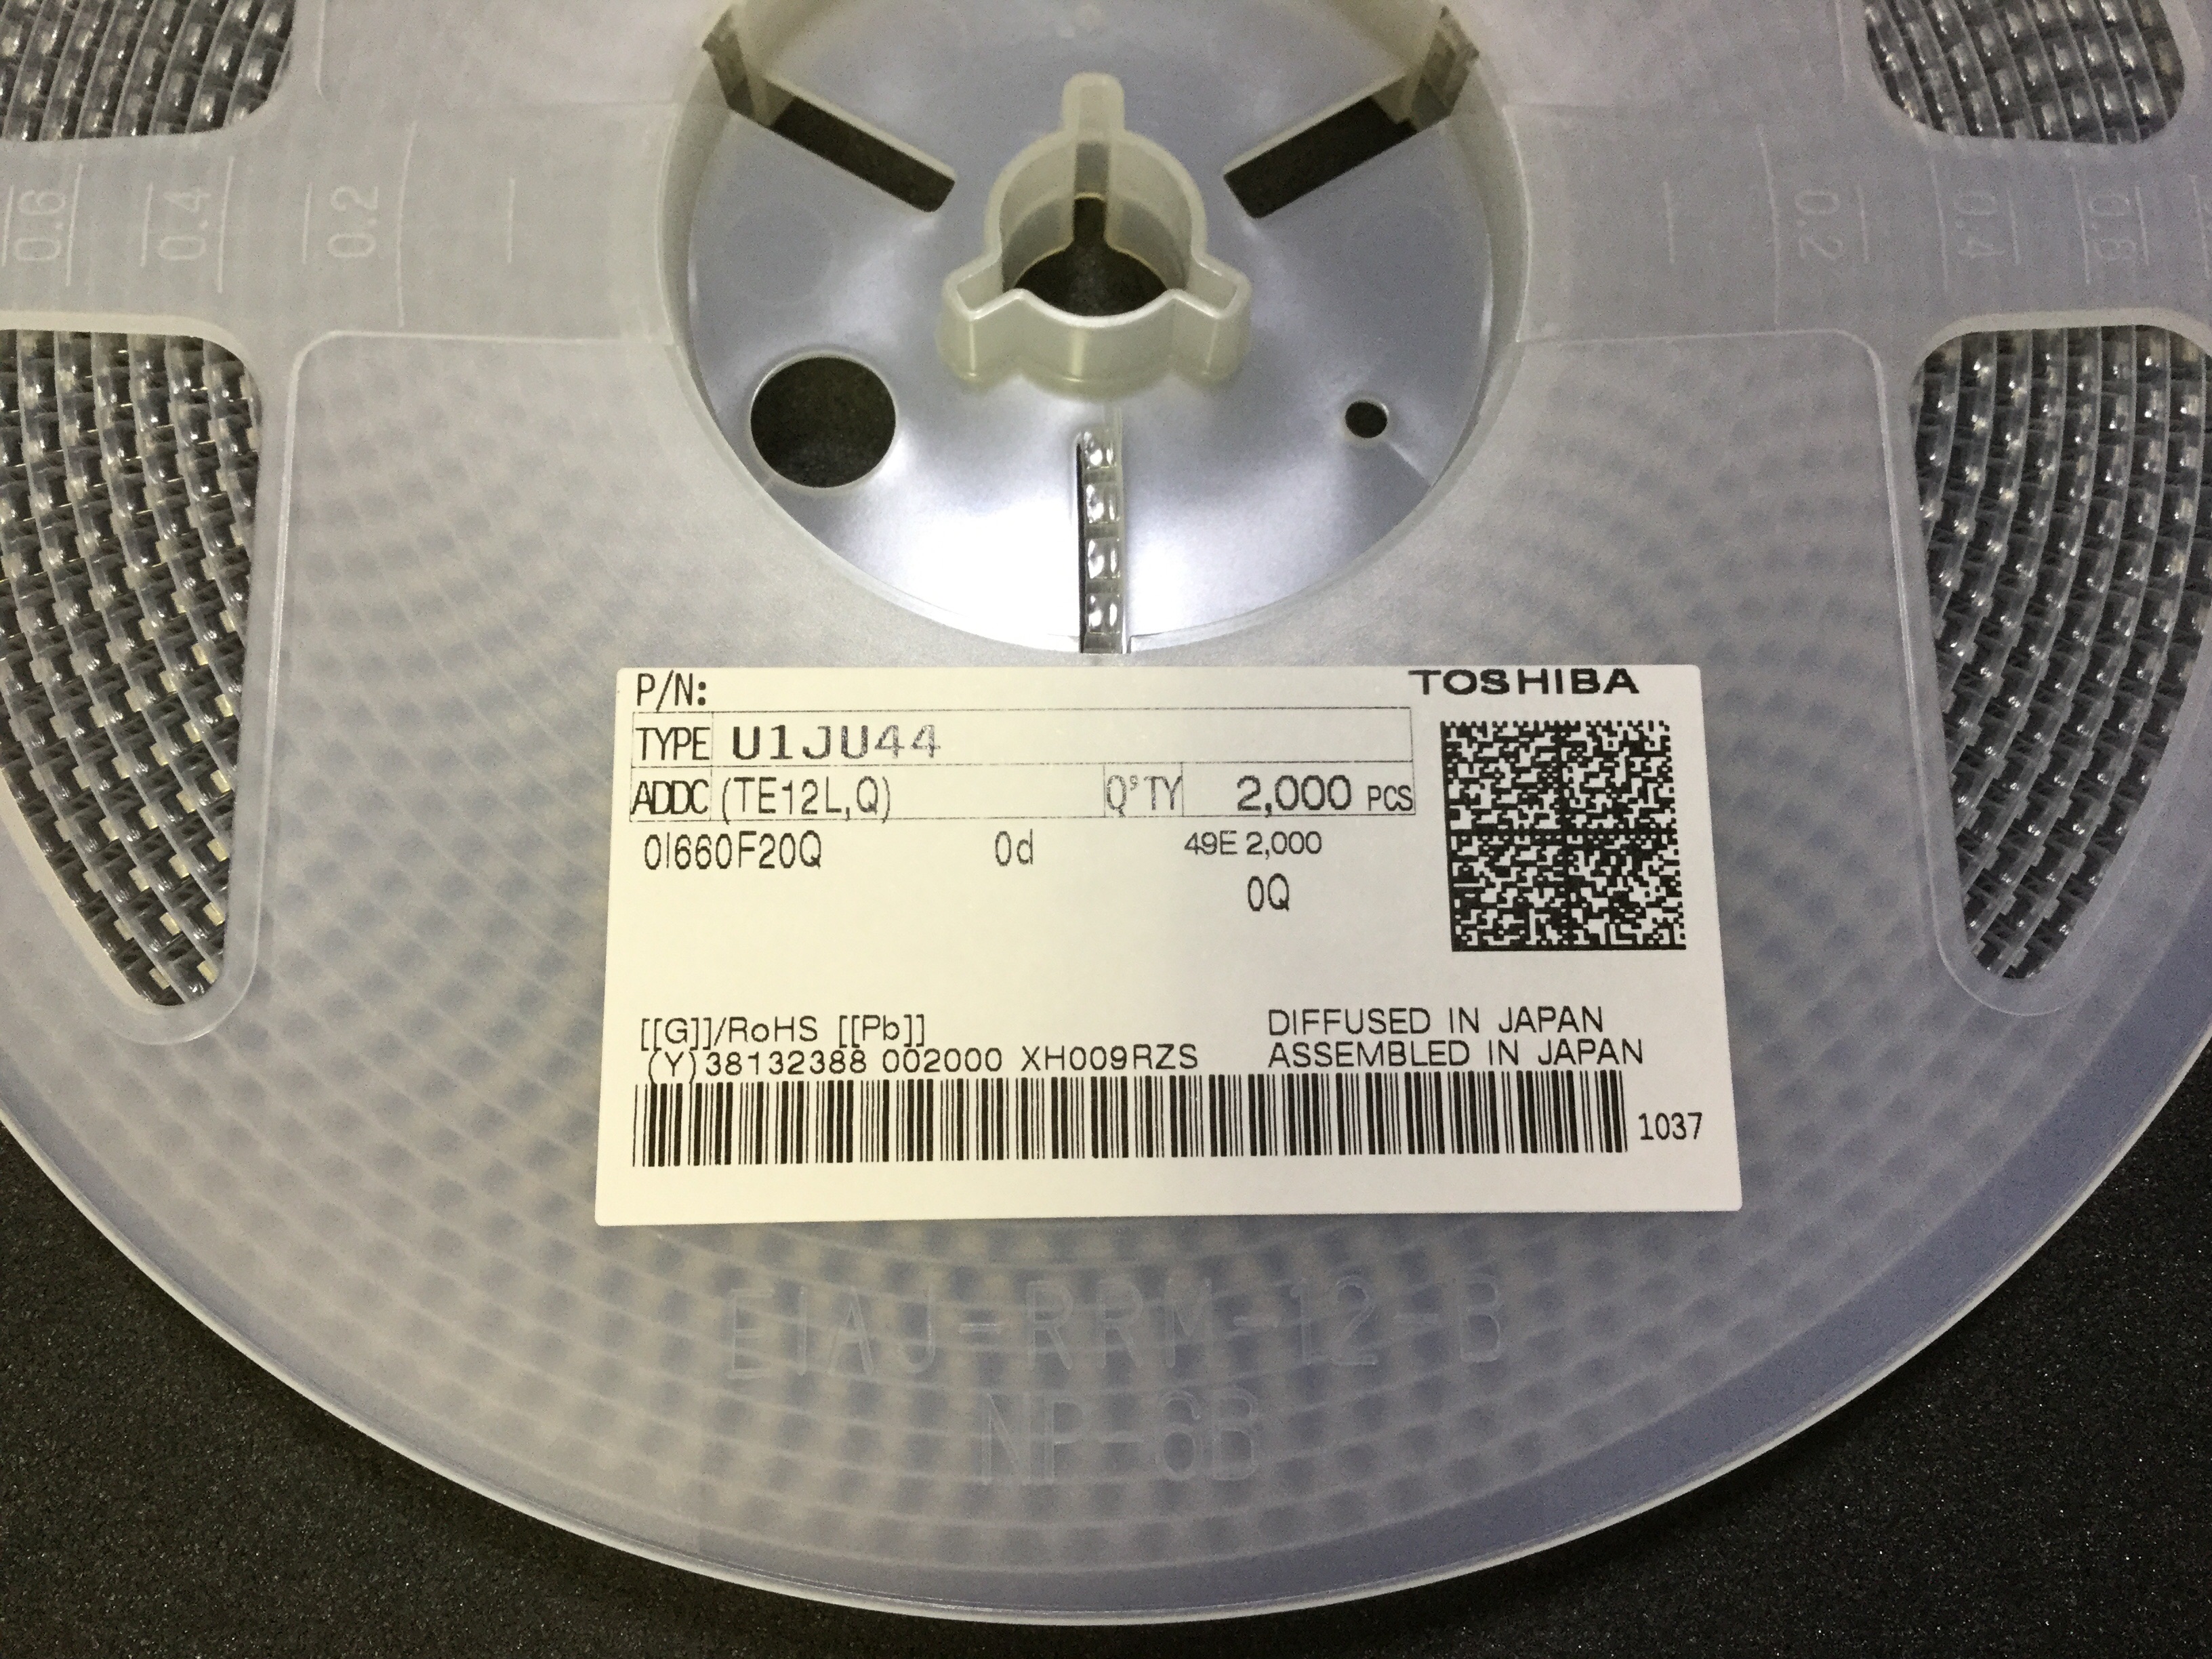 0.6 0.4 0.2
0.2 0.4 0.6
P/N: TOSHIBA
TYPE U1JU44
ADDC (TE12L,Q) Q'TY 2,000 PCS
0I660F20Q 0d 49E 2,000
0Q
[[G]]/RoHS [[Pb]] DIFFUSED IN JAPAN
(Y)38132388 002000 XH009RZS ASSEMBLED IN JAPAN
1037
EIAJ-RRM-12-B
NP-6B